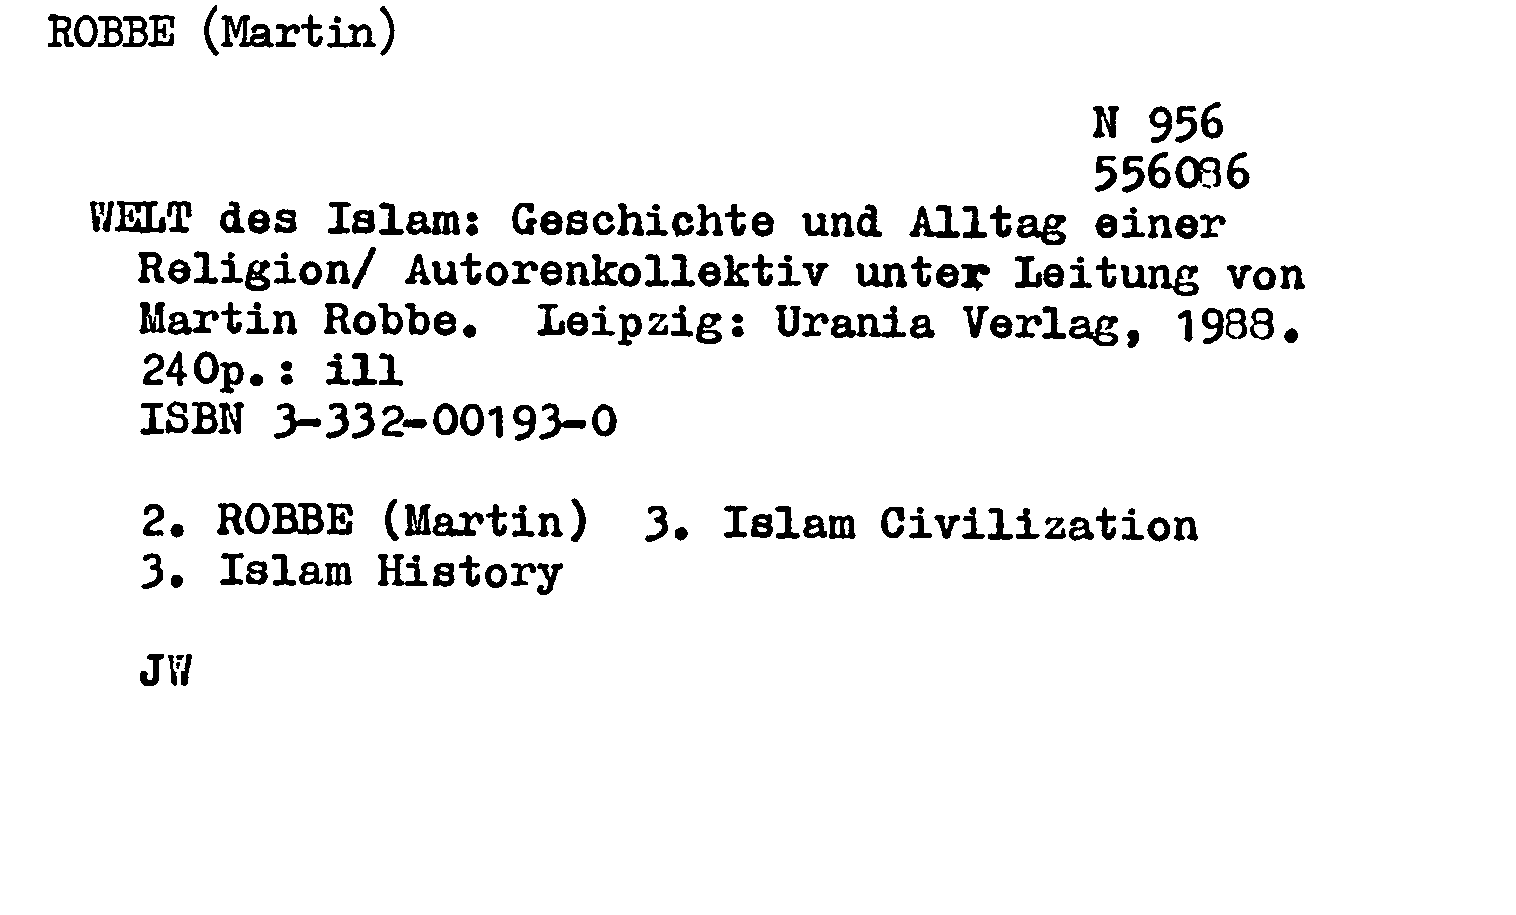 ROBBE (Martin)
N 956
556086
WELT des Islam: Geschichte und Alltag einer
Religion/ Autorenkollektiv unter Leitung von
Martin Robbe. Leipzig: Urania Verlag, 1988.
240p.: ill
ISBN 3-332-00193-0
2. ROBBE (Martin) 3. Islam Civilization
3. Islam History
JW